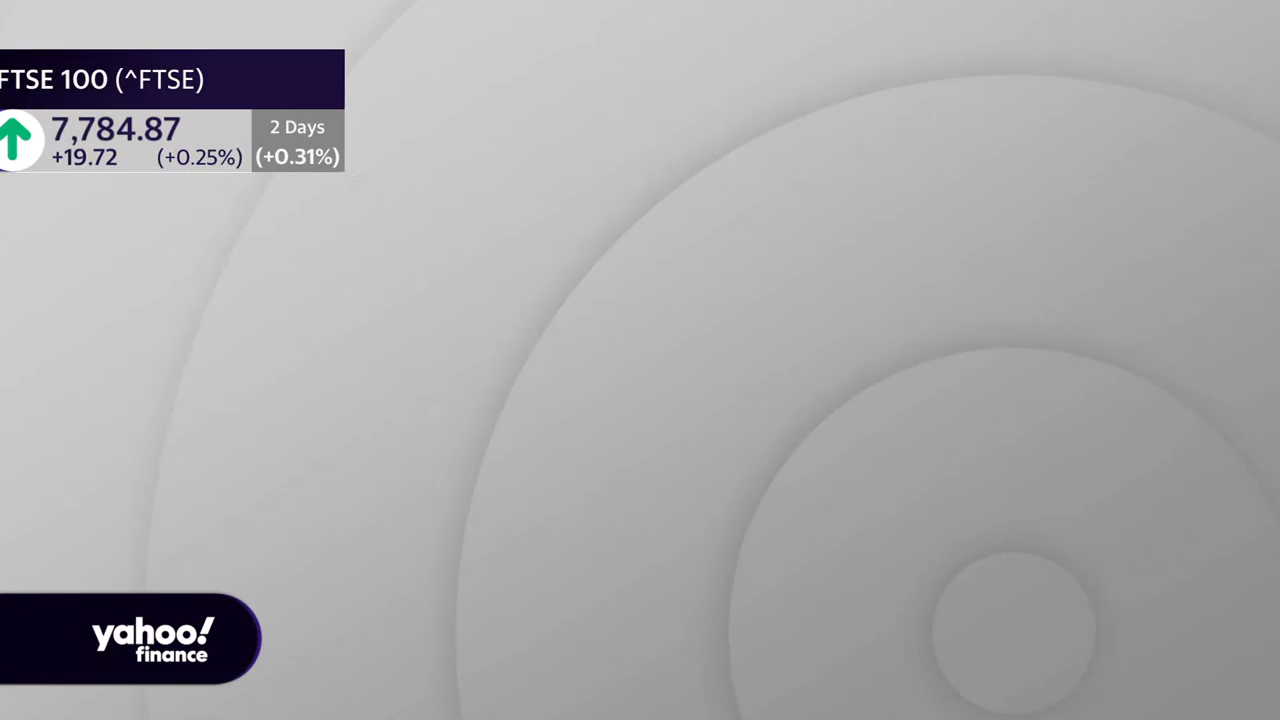 FTSE 100 (^FTSE)
7,784.87
+19.72 (+0.25%)
2 Days
(+0.31%)
yahoo!
finance